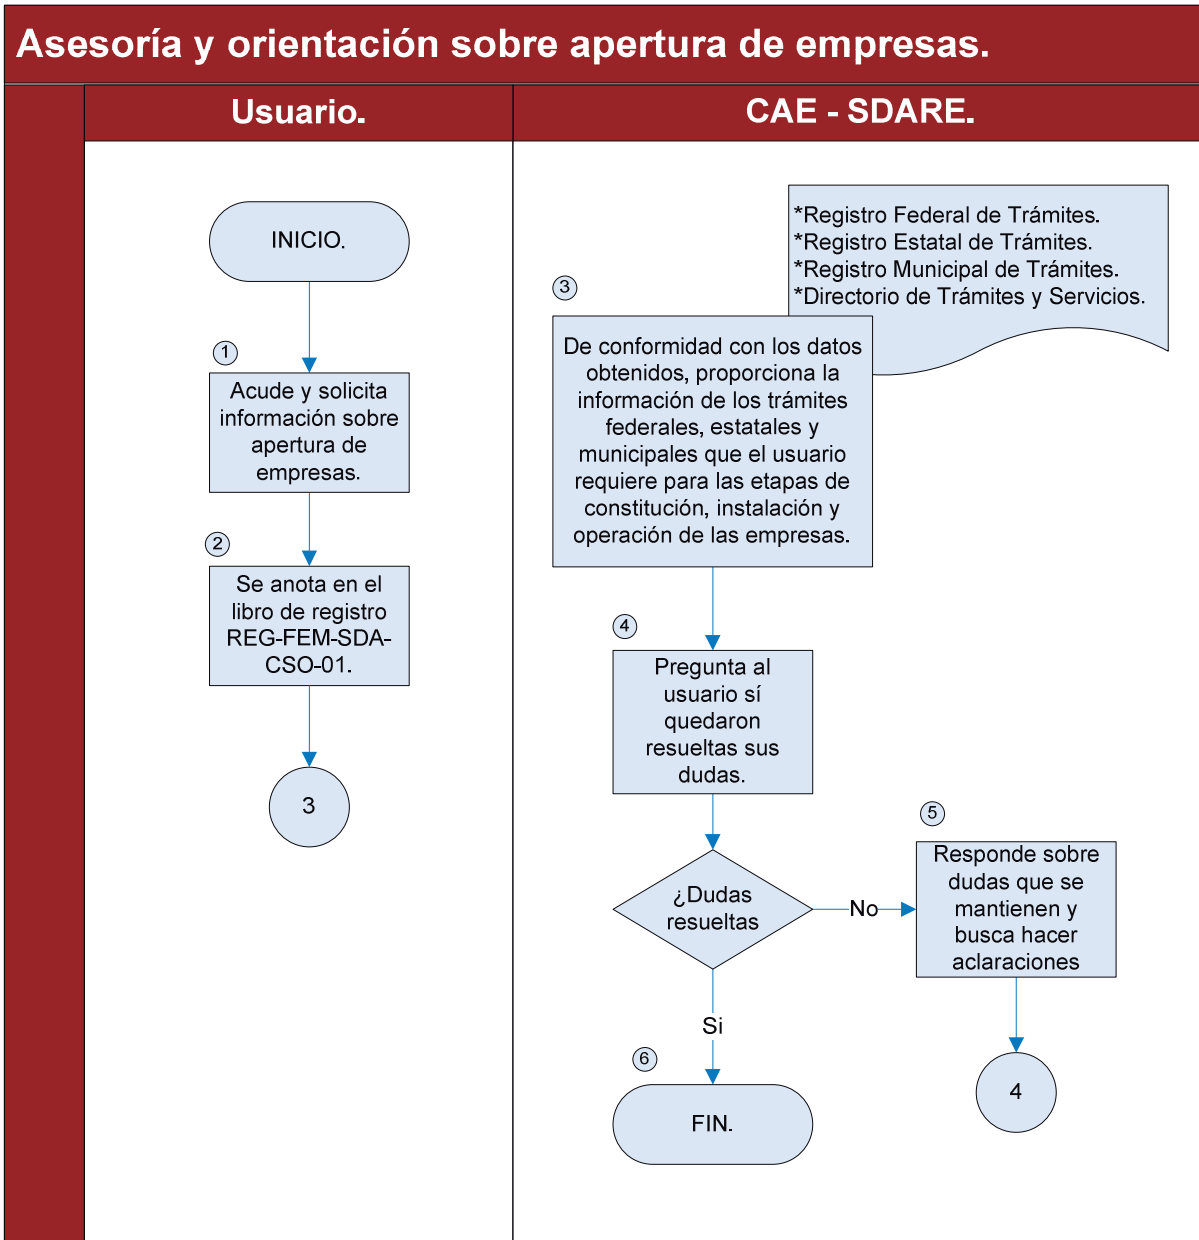 Asesoría y orientación sobre apertura de empresas.
Usuario.
CAE - SDARE.
INICIO.
1
Acude y solicita
información sobre
apertura de
empresas.
2
Se anota en el
libro de registro
REG-FEM-SDA-
CSO-01.
3
*Registro Federal de Trámites.
*Registro Estatal de Trámites.
*Registro Municipal de Trámites.
*Directorio de Trámites y Servicios.
3
De conformidad con los datos
obtenidos, proporciona la
información de los trámites
federales, estatales y
municipales que el usuario
requiere para las etapas de
constitución, instalación y
operación de las empresas.
4
Pregunta al
usuario sí
quedaron
resueltas sus
dudas.
¿Dudas
resueltas
No
5
Responde sobre
dudas que se
mantienen y
busca hacer
aclaraciones
4
Si
6
FIN.